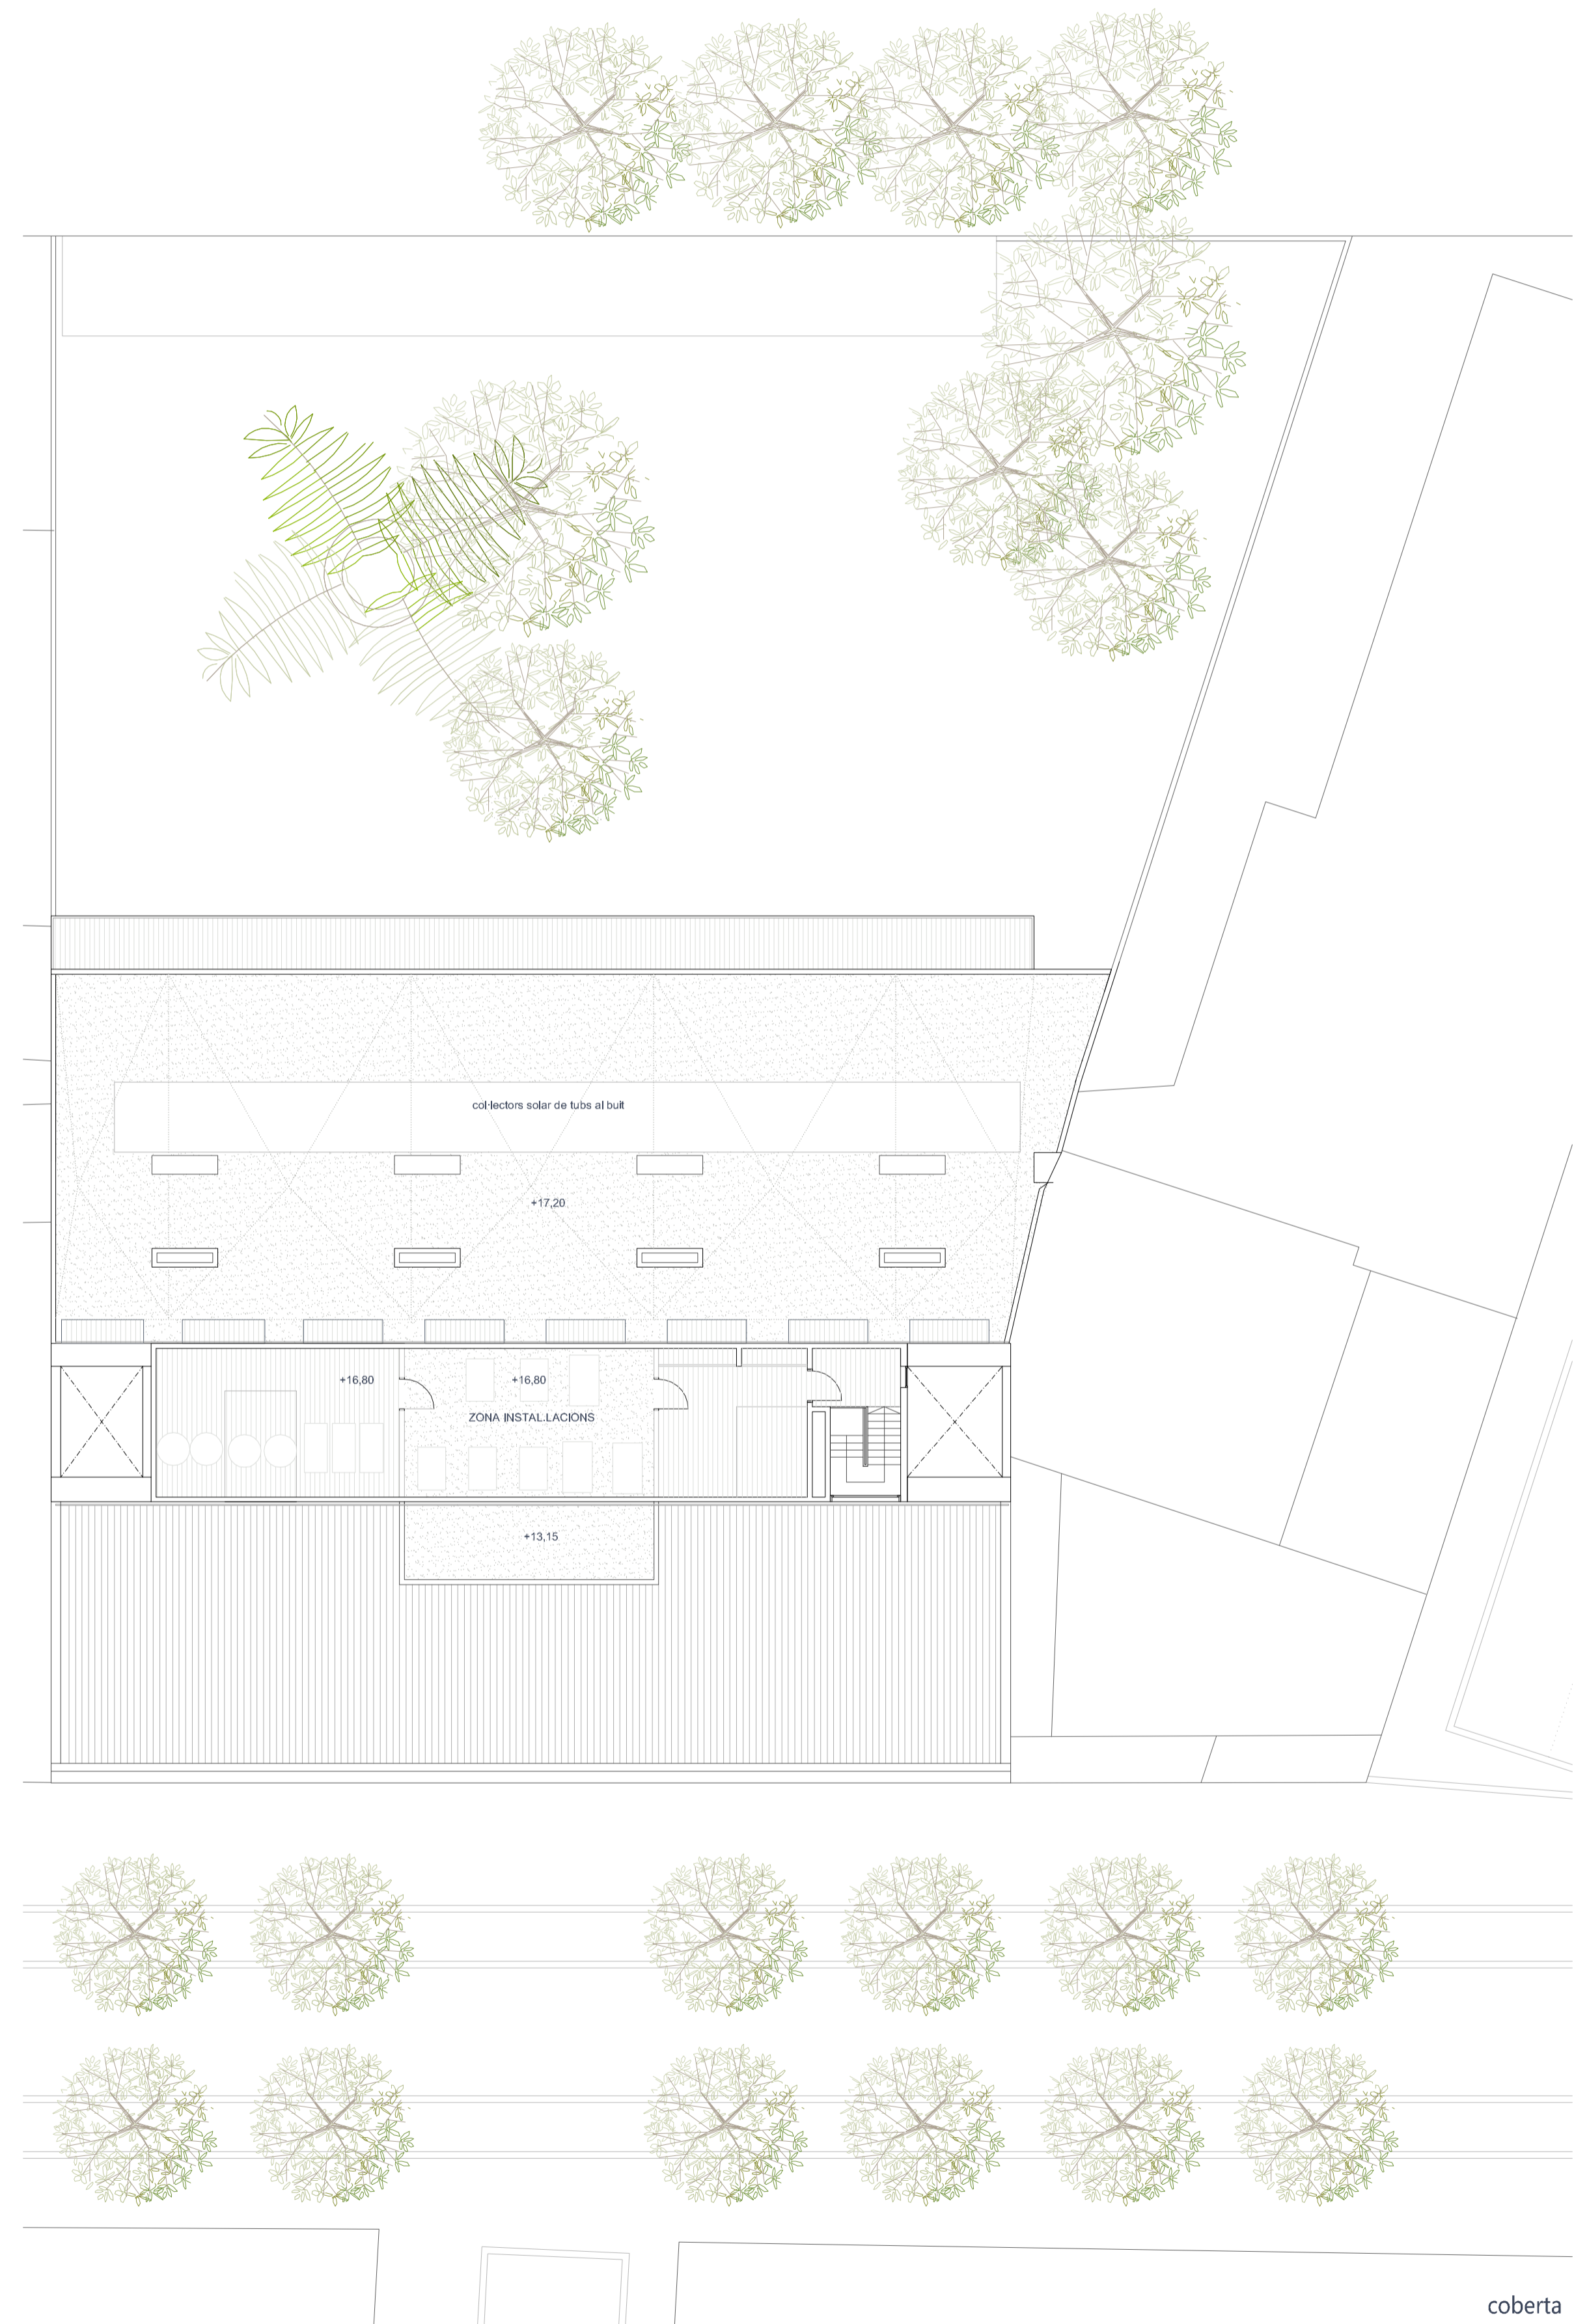 col·lectors solar de tubs al buit
+17,20
+16,80
+16,80
ZONA INSTAL.LACIONS
+13,15
coberta